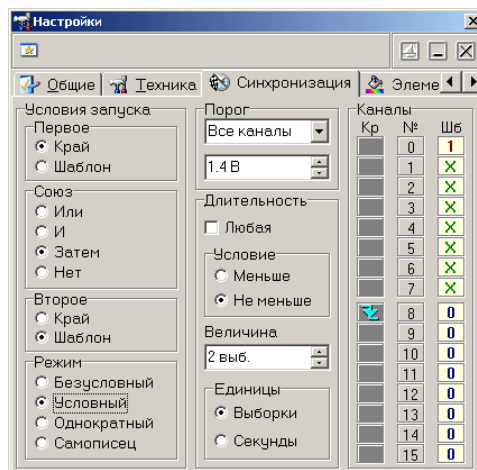 Настройки
Общие Техника Синхронизация Элеме
Условия запуска
Первое
Край
Шаблон
Союз
Или
И
Затем
Нет
Второе
Край
Шаблон
Режим
Безусловный
Условный
Однократный
Самописец
Порог
Все каналы
1.4 В
Длительность
Любая
Условие
Меньше
Не меньше
Величина
2 выб.
Единицы
Выборки
Секунды
Каналы
Кр № Шб
0 1
1 X
2 X
3 X
4 X
5 X
6 X
7 X
8 0
9 0
10 0
11 0
12 0
13 0
14 0
15 0